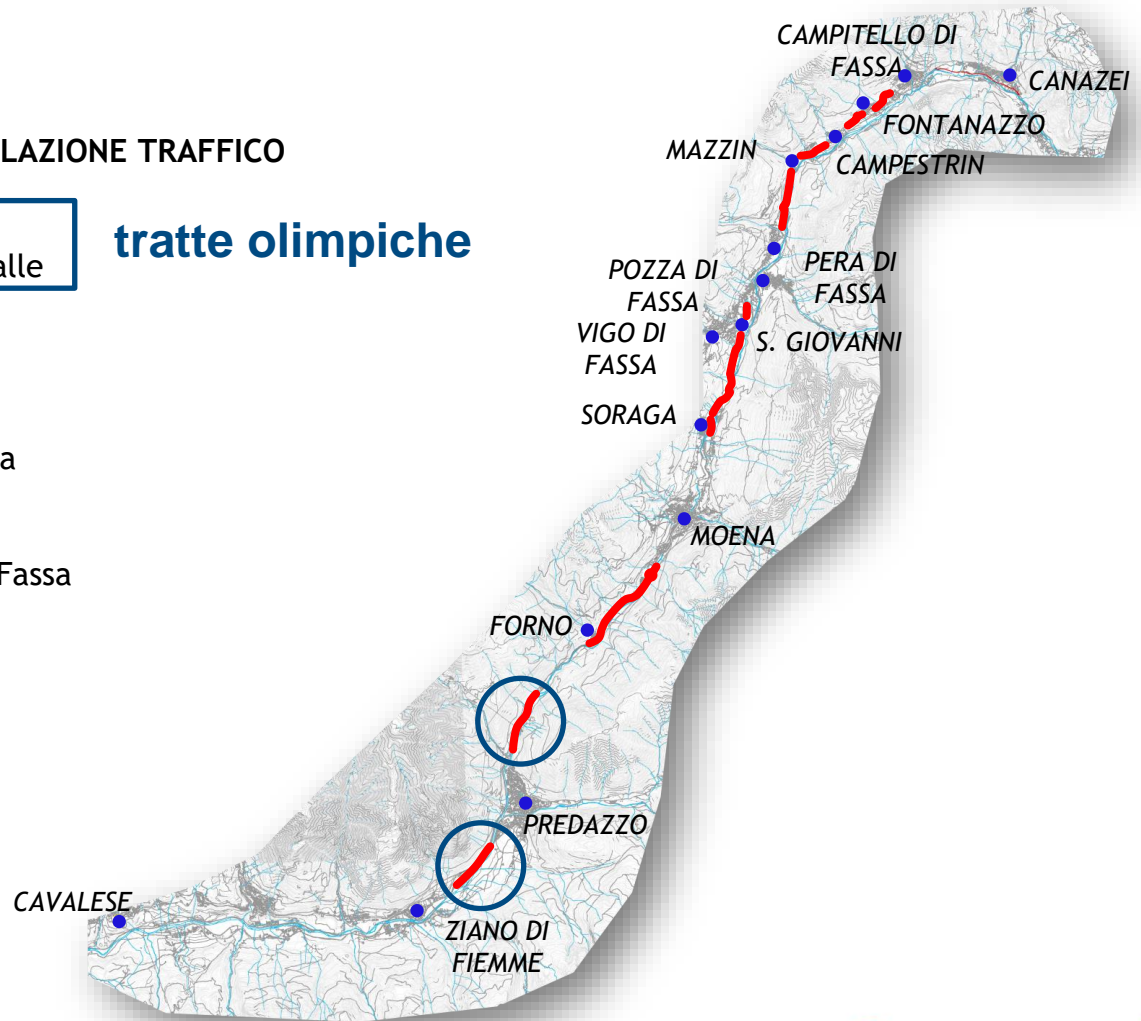 CAMPITELLO DI
FASSA
CANAZEI
LAZIONE TRAFFICO
FONTANAZZO
MAZZIN
CAMPESTRIN
tratte olimpiche
alle
POZZA DI
FASSA
PERA DI
FASSA
VIGO DI
FASSA
S. GIOVANNI
SORAGA
a
MOENA
Fassa
FORNO
PREDAZZO
CAVALESE
ZIANO DI
FIEMME